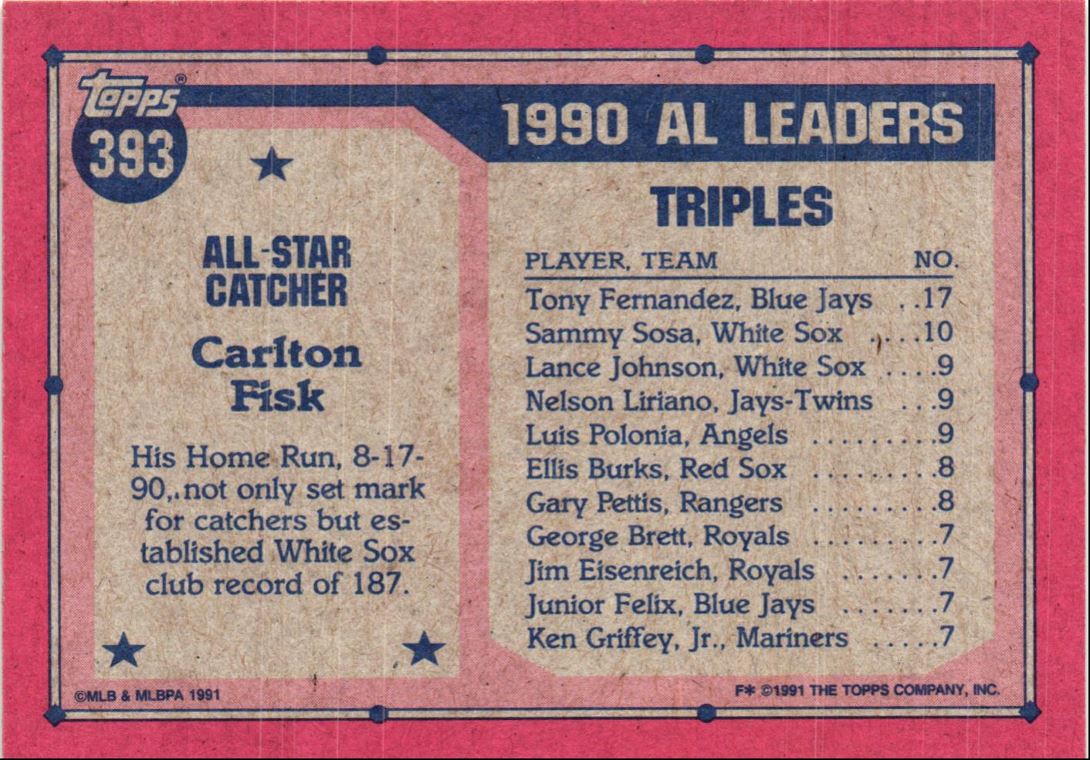 Topps®
393
ALL-STAR
CATCHER
Carlton
Fisk
His Home Run, 8-17-
90, not only set mark
for catchers but es-
tablished White Sox
club record of 187.
©MLB & MLBPA 1991
1990 AL LEADERS
TRIPLES
PLAYER, TEAM NO.
Tony Fernandez, Blue Jays ..17
Sammy Sosa, White Sox ....10
Lance Johnson, White Sox ....9
Nelson Liriano, Jays-Twins ...9
Luis Polonia, Angels .........9
Ellis Burks, Red Sox .........8
Gary Pettis, Rangers .........8
George Brett, Royals .........7
Jim Eisenreich, Royals .......7
Junior Felix, Blue Jays .......7
Ken Griffey, Jr., Mariners .....7
F* ©1991 THE TOPPS COMPANY, INC.